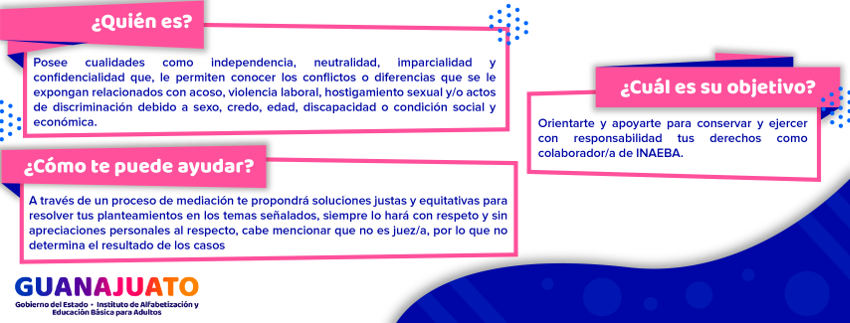 ¿Quién es?
Posee cualidades como independencia, neutralidad, imparcialidad y
confidencialidad que, le permiten conocer los conflictos o diferencias que se le
expongan relacionados con acoso, violencia laboral, hostigamiento sexual y/o actos
de discriminación debido a sexo, credo, edad, discapacidad o condición social y
económica.
¿Cómo te puede ayudar?
A través de un proceso de mediación te propondrá soluciones justas y equitativas para
resolver tus planteamientos en los temas señalados, siempre lo hará con respeto y sin
apreciaciones personales al respecto, cabe mencionar que no es juez/a, por lo que no
determina el resultado de los casos
¿Cuál es su objetivo?
Orientarte y apoyarte para conservar y ejercer
con responsabilidad tus derechos como
colaborador/a de INAEBA.
GUANAJUATO
Gobierno del Estado • Instituto de Alfabetización y
Educación Básica para Adultos